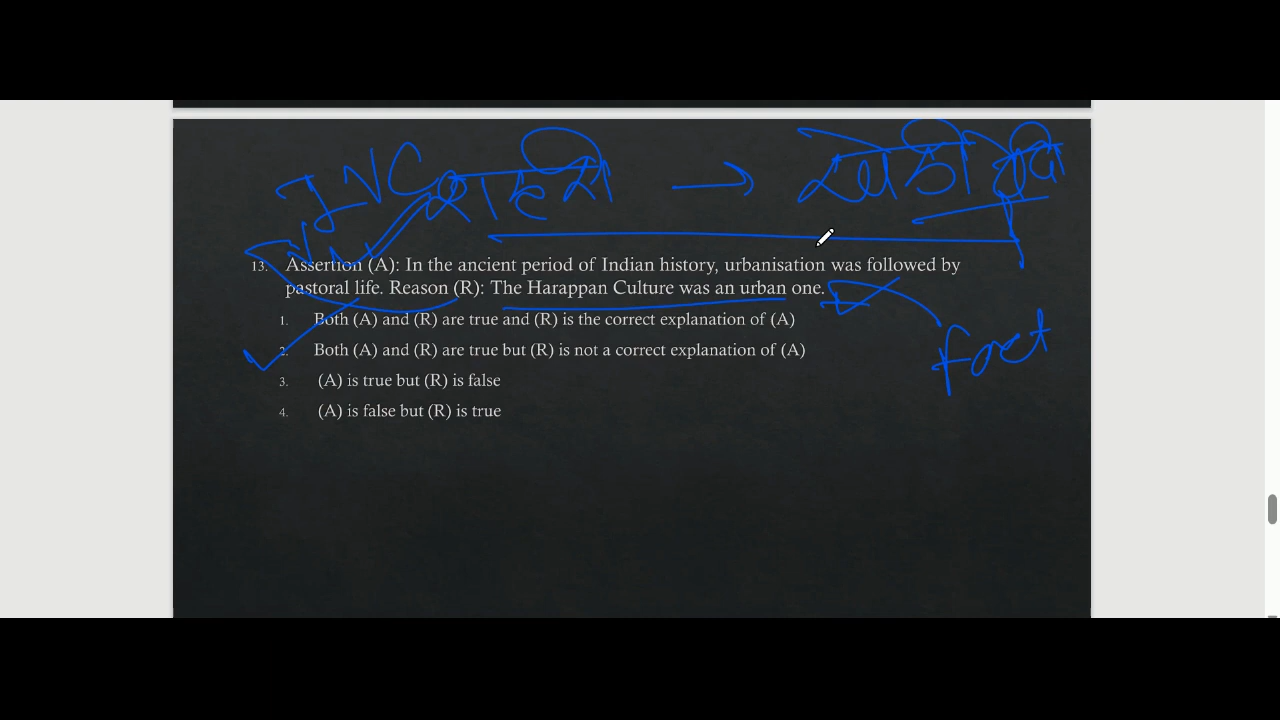 IVC शहरी → 
13. Assertion (A): In the ancient period of Indian history, urbanisation was followed by
pastoral life. Reason (R): The Harappan Culture was an urban one.
fact
1. Both (A) and (R) are true and (R) is the correct explanation of (A)
2. Both (A) and (R) are true but (R) is not a correct explanation of (A)
3. (A) is true but (R) is false
4. (A) is false but (R) is true